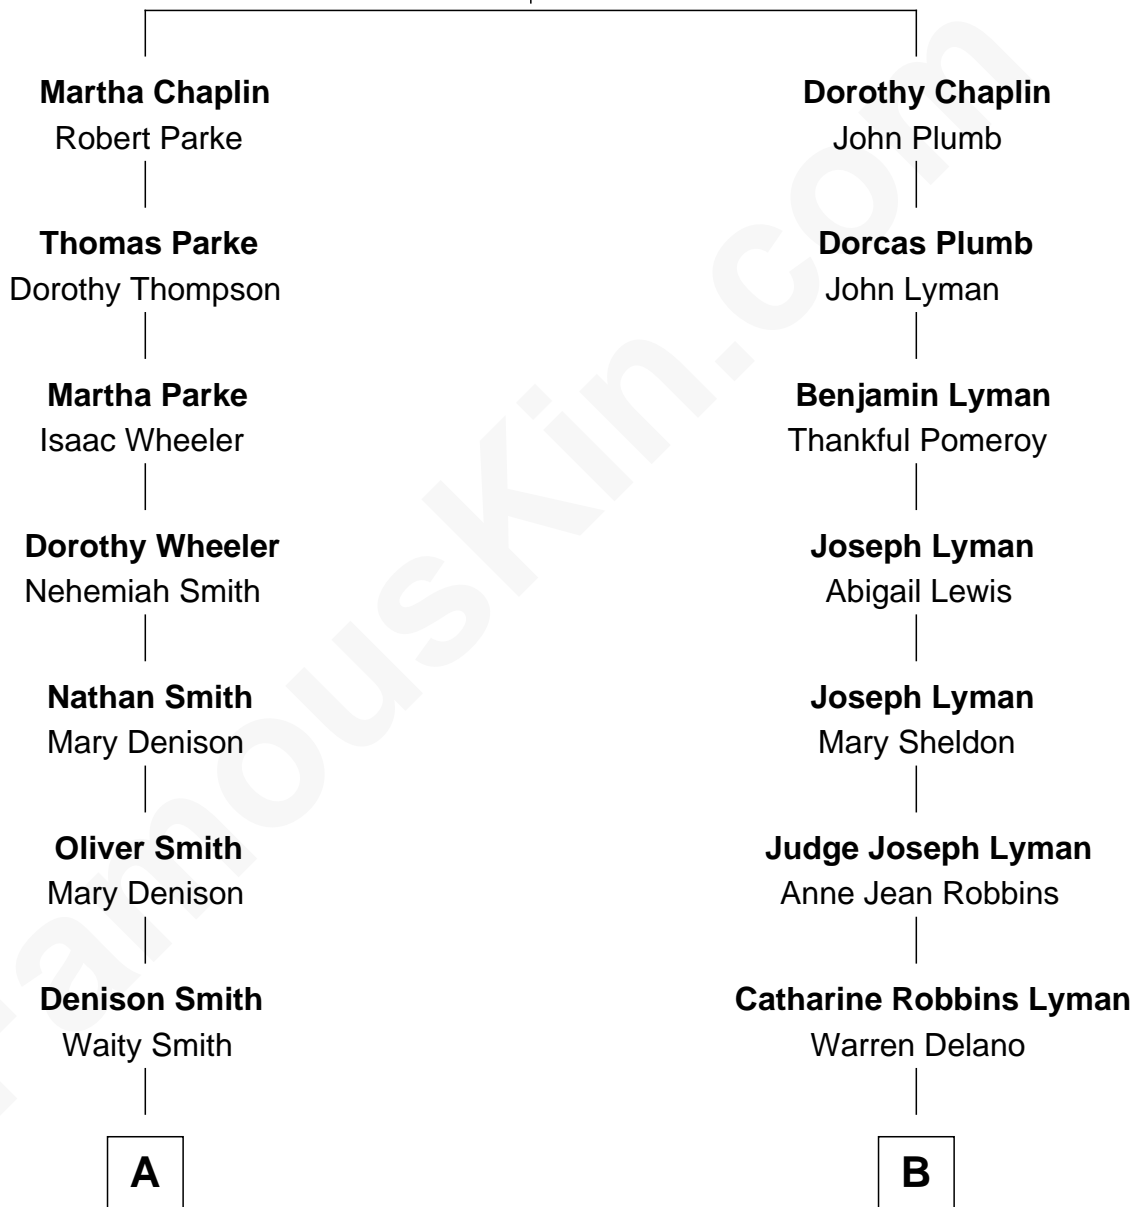 Martha Chaplin
Robert Parke
Thomas Parke
Dorothy Thompson
Martha Parke
Isaac Wheeler
Dorothy Wheeler
Nehemiah Smith
Nathan Smith
Mary Denison
Oliver Smith
Mary Denison
Denison Smith
Waity Smith
A
Dorothy Chaplin
John Plumb
Dorcas Plumb
John Lyman
Benjamin Lyman
Thankful Pomeroy
Joseph Lyman
Abigail Lewis
Joseph Lyman
Mary Sheldon
Judge Joseph Lyman
Anne Jean Robbins
Catharine Robbins Lyman
Warren Delano
B
FamousKin.com